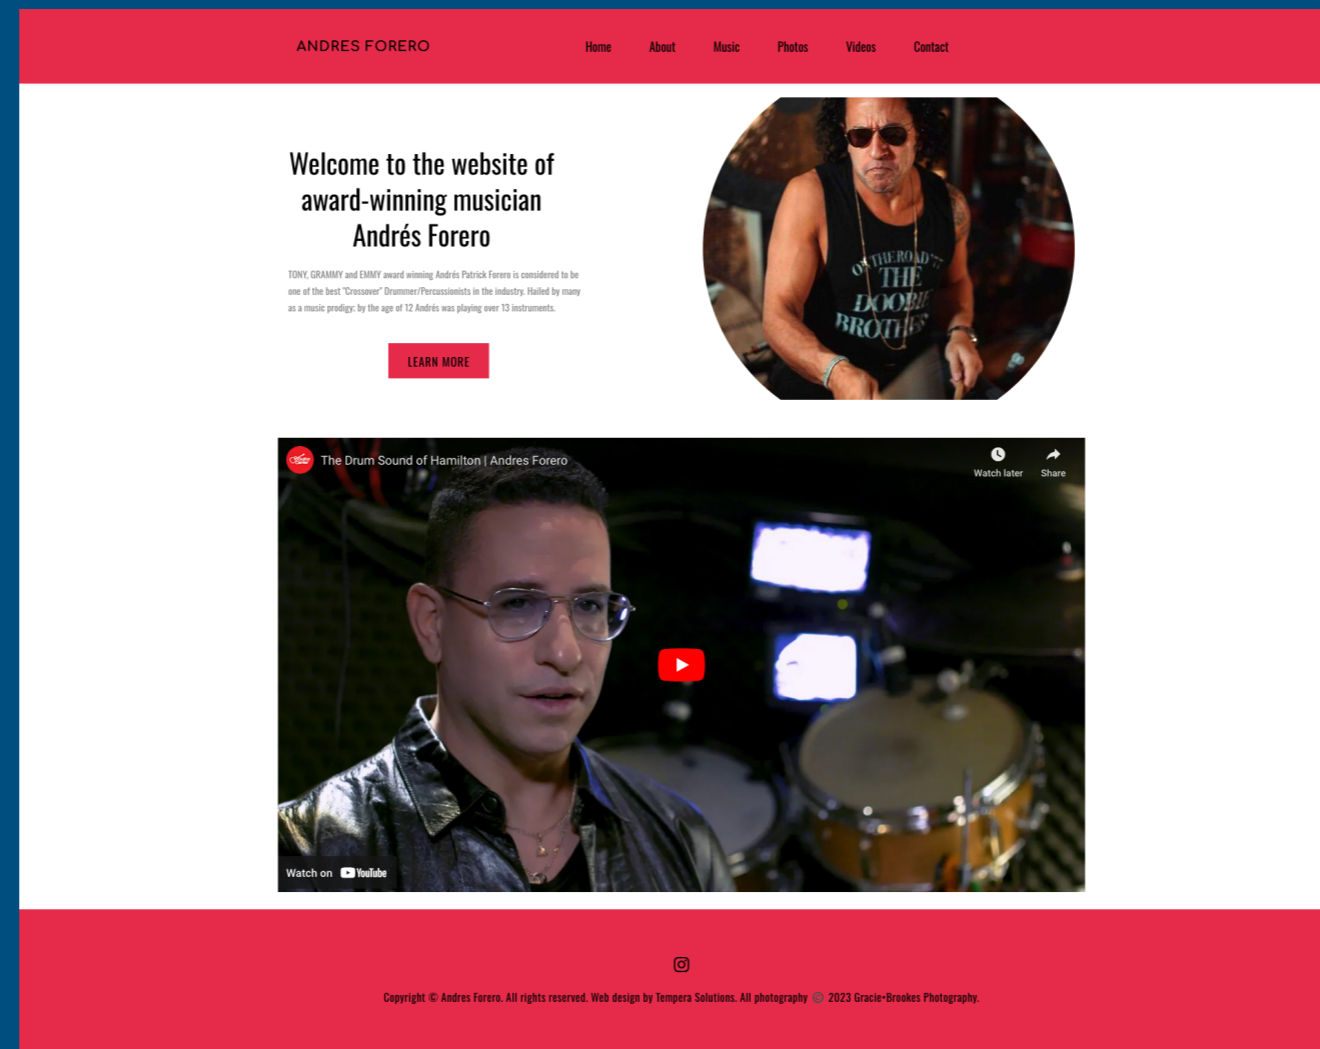 ANDRES FORERO
Home About Music Photos Videos Contact
Welcome to the website of
award-winning musician
Andrés Forero
TONY, GRAMMY and EMMY award winning Andrés Patrick Forero is considered to be
one of the best "Crossover" Drummer/Percussionists in the industry. Hailed by many
as a music prodigy: by the age of 12 Andrés was playing over 13 instruments.
LEARN MORE
ON THE ROAD '77
THE
DOOBIE
BROTHERS
The Drum Sound of Hamilton | Andres Forero
Watch later
Share
Watch on YouTube
Copyright © Andres Forero. All rights reserved. Web design by Tempera Solutions. All photography © 2023 Gracie•Brookes Photography.